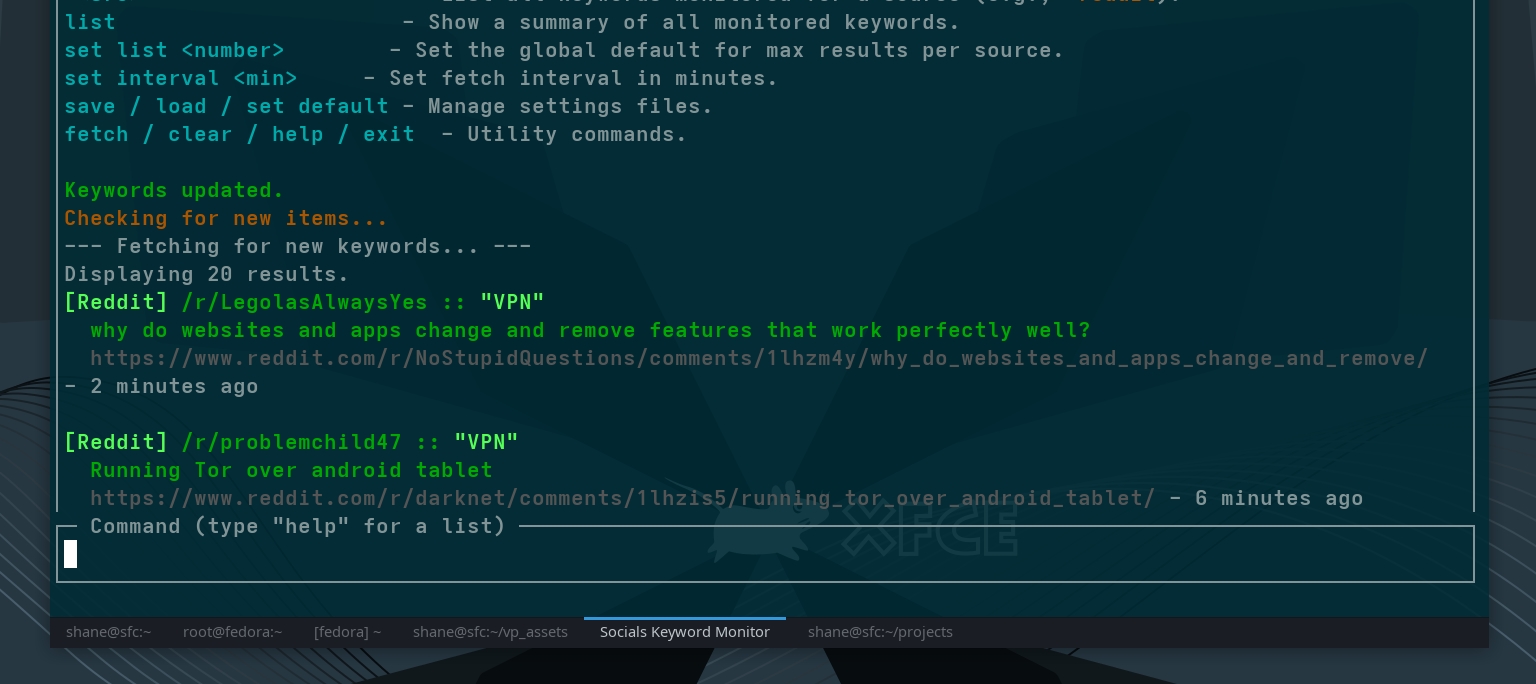 list - Show a summary of all monitored keywords.
set list <number> - Set the global default for max results per source.
set interval <min> - Set fetch interval in minutes.
save / load / set default - Manage settings files.
fetch / clear / help / exit - Utility commands.
Keywords updated.
Checking for new items...
--- Fetching for new keywords... ---
Displaying 20 results.
[Reddit] /r/LegolasAlwaysYes :: "VPN"
why do websites and apps change and remove features that work perfectly well?
https://www.reddit.com/r/NoStupidQuestions/comments/1lhzm4y/why_do_websites_and_apps_change_and_remove/
- 2 minutes ago
[Reddit] /r/problemchild47 :: "VPN"
Running Tor over android tablet
https://www.reddit.com/r/darknet/comments/1lhzis5/running_tor_over_android_tablet/ - 6 minutes ago
Command (type "help" for a list)
XFCE
shane@sfc:~ root@fedora:~ [fedora] ~ shane@sfc:~/vp_assets Socials Keyword Monitor shane@sfc:~/projects